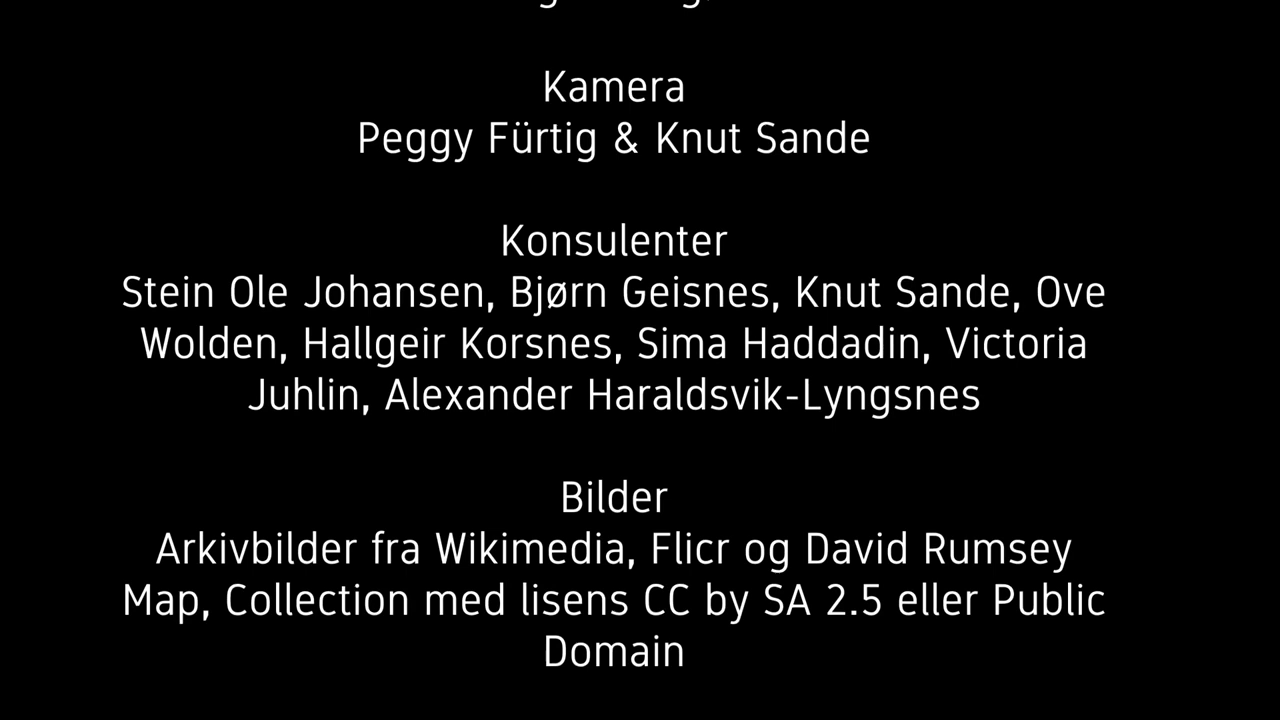 Kamera
Peggy Fürtig & Knut Sande
Konsulenter
Stein Ole Johansen, Bjørn Geisnes, Knut Sande, Ove
Wolden, Hallgeir Korsnes, Sima Haddadin, Victoria
Juhlin, Alexander Haraldsvik-Lyngsnes
Bilder
Arkivbilder fra Wikimedia, Flicr og David Rumsey
Map, Collection med lisens CC by SA 2.5 eller Public
Domain